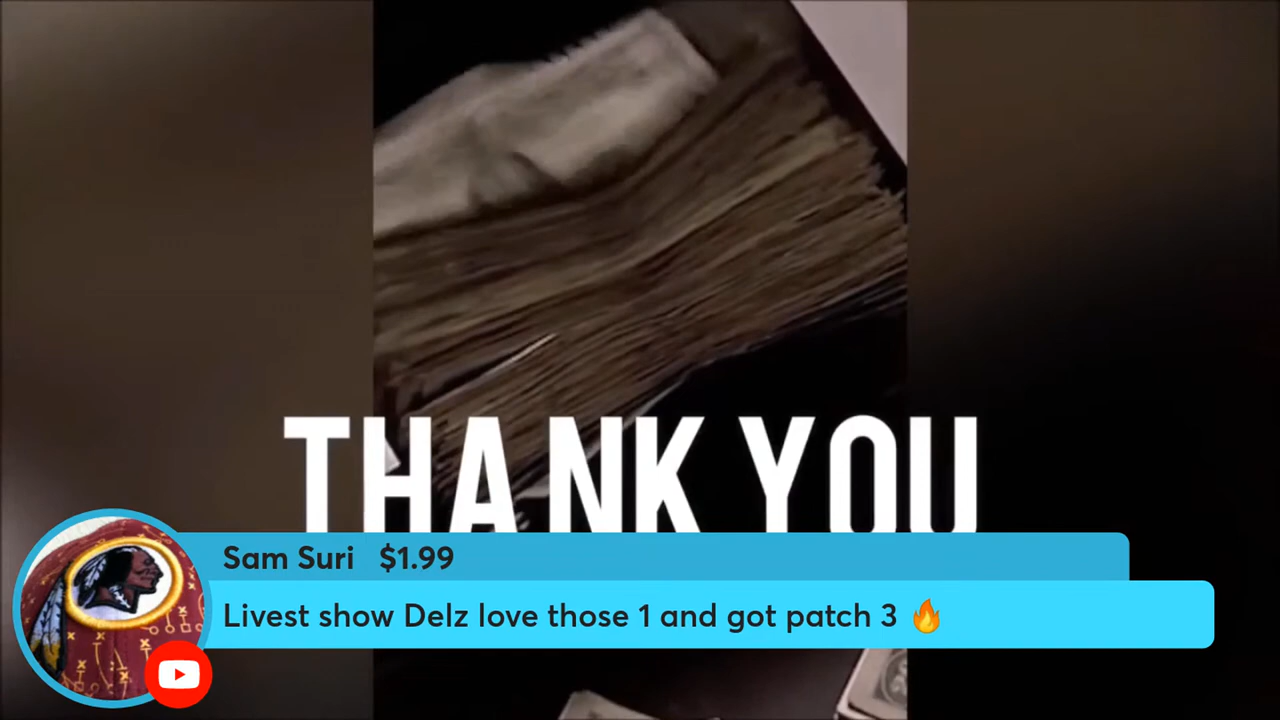 THANK YOU
Sam Suri $1.99
Livest show Delz love those 1 and got patch 3 🔥